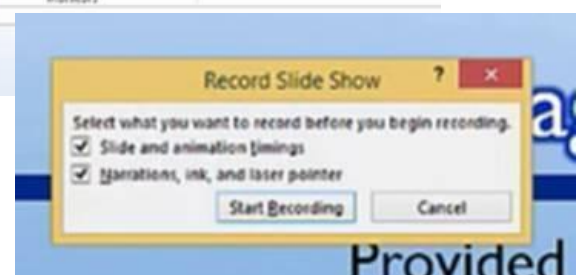 Record Slide Show ?
Select what you want to record before you begin recording.
Slide and animation timings
Narrations, ink, and laser pointer
Start Recording Cancel
Provided